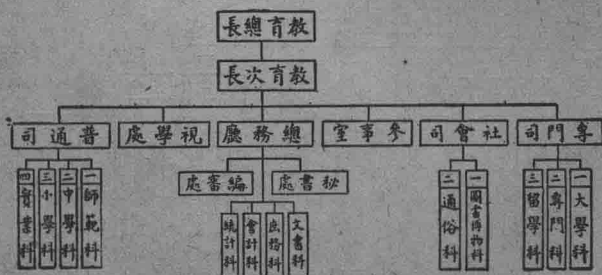 教育總長
教育次長
專門司
社會司
參事室
總務廳
視學處
普通司
秘書處
編審處
一大學科
二專門科
三留學科
一圖書博物科
二通俗科
文書科
庶務科
會計科
統計科
一師範科
二中學科
三小學科
四實業科